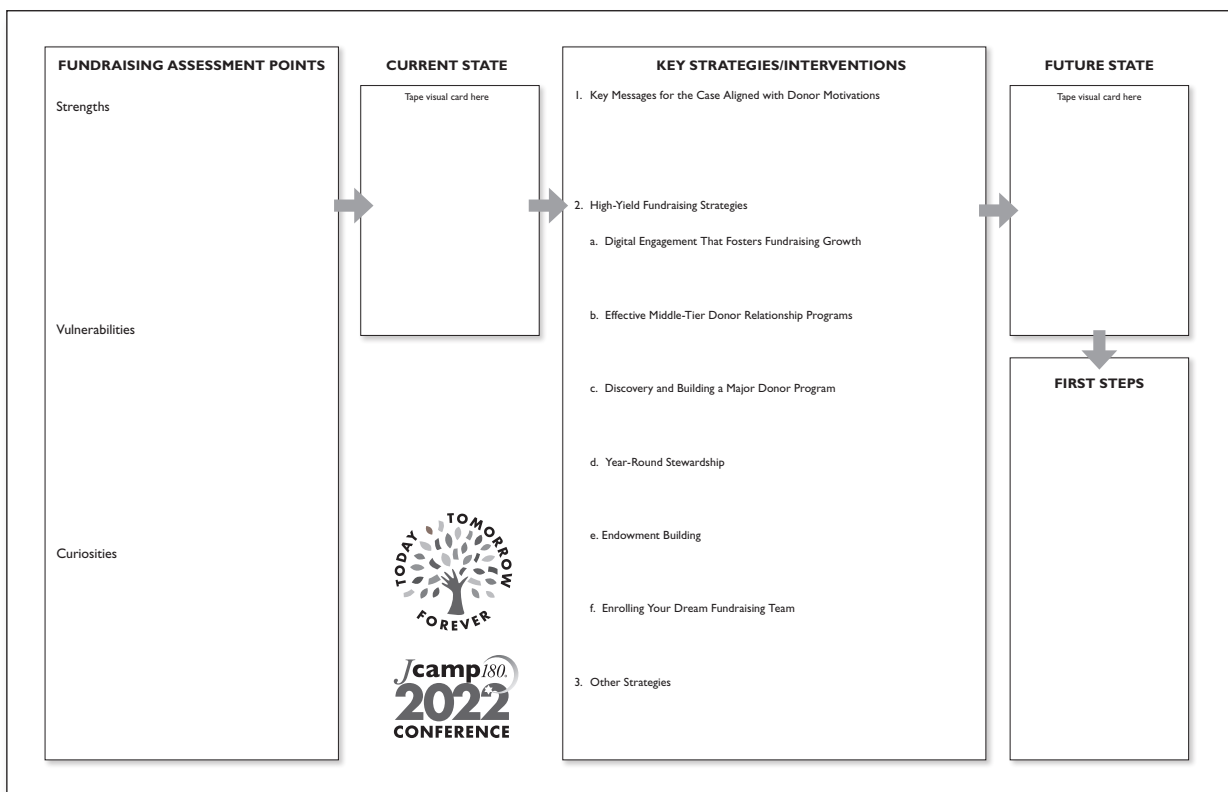 FUNDRAISING ASSESSMENT POINTS
Strengths
Vulnerabilities
Curiosities
CURRENT STATE
Tape visual card here
TODAY TOMORROW
FOREVER
Jcamp180.
2022
CONFERENCE
KEY STRATEGIES/INTERVENTIONS
1. Key Messages for the Case Aligned with Donor Motivations
2. High-Yield Fundraising Strategies
a. Digital Engagement That Fosters Fundraising Growth
b. Effective Middle-Tier Donor Relationship Programs
c. Discovery and Building a Major Donor Program
d. Year-Round Stewardship
e. Endowment Building
f. Enrolling Your Dream Fundraising Team
3. Other Strategies
FUTURE STATE
Tape visual card here
FIRST STEPS